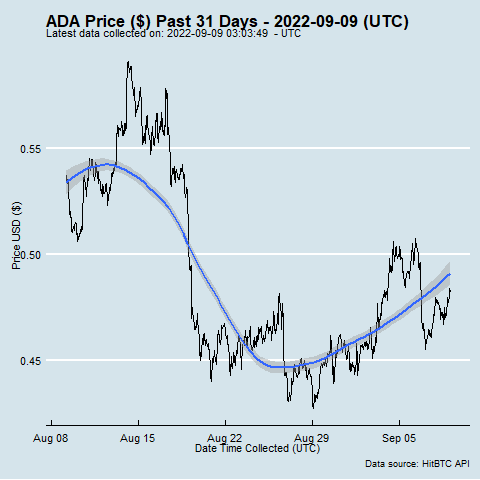 ADA Price ($) Past 31 Days - 2022-09-09 (UTC)
Latest data collected on: 2022-09-09 03:03:49 - UTC
Price USD ($)
0.55
0.50
0.45
Aug 08
Aug 15
Aug 22
Aug 29
Sep 05
Date Time Collected (UTC)
Data source: HitBTC API